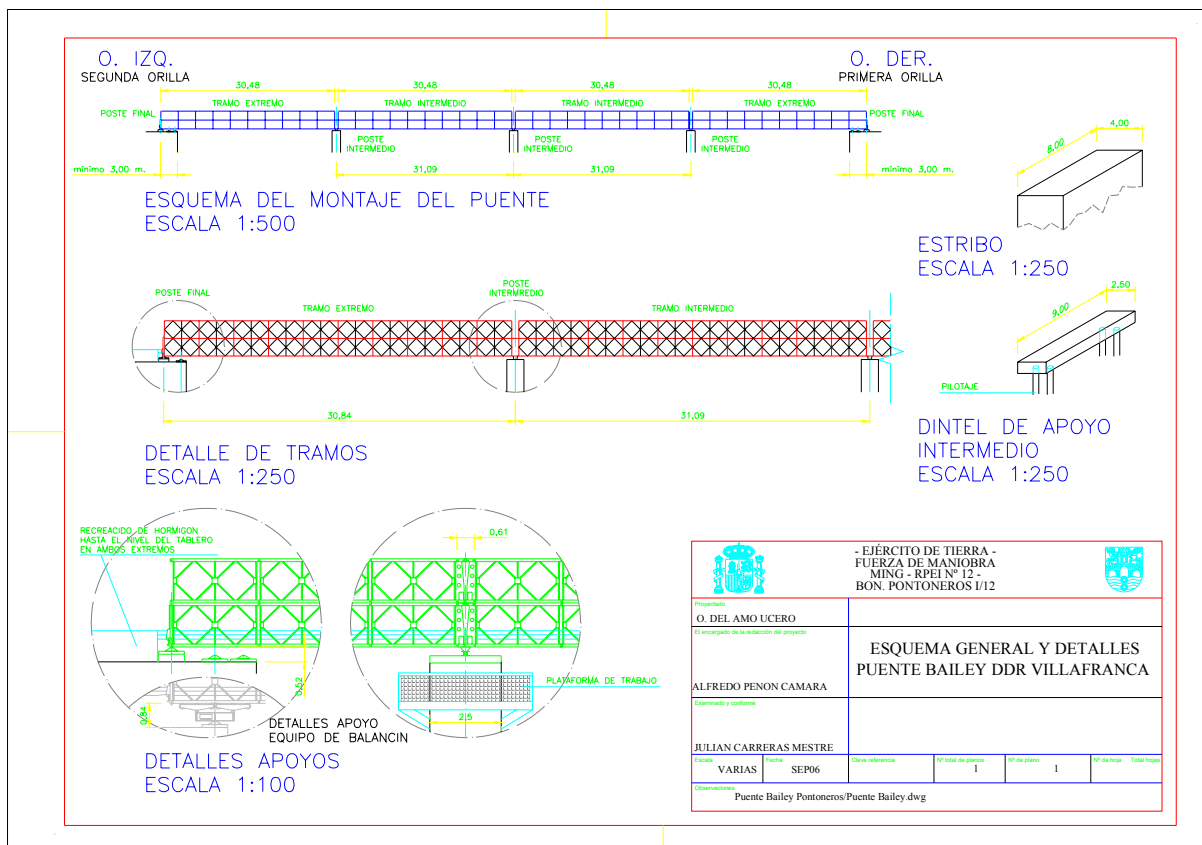 O. IZQ.
SEGUNDA ORILLA
O. DER.
PRIMERA ORILLA
30,48
30,48
30,48
30,48
TRAMO EXTREMO
TRAMO INTERMEDIO
TRAMO INTERMEDIO
TRAMO EXTREMO
POSTE FINAL
POSTE FINAL
POSTE
INTERMEDIO
POSTE
INTERMEDIO
POSTE
INTERMEDIO
mínimo 3,00 m.
31,09
31,09
mínimo 3,00 m.
ESQUEMA DEL MONTAJE DEL PUENTE
ESCALA 1:500
4,00
8,00
ESTRIBO
ESCALA 1:250
POSTE FINAL
TRAMO EXTREMO
POSTE
INTERMREDIO
TRAMO INTERMEDIO
30,84
31,09
DETALLE DE TRAMOS
ESCALA 1:250
2,50
9,00
PILOTAJE
DINTEL DE APOYO
INTERMEDIO
ESCALA 1:250
RECREACIDO DE HORMIGON
HASTA EL NIVEL DEL TABLERO
EN AMBOS EXTREMOS
0,61
0,52
0,84
PLATAFORMA DE TRABAJO
2,5
DETALLES APOYO
EQUIPO DE BALANCIN
DETALLES APOYOS
ESCALA 1:100
- EJÉRCITO DE TIERRA -
FUERZA DE MANIOBRA
MING - RPEI Nº 12 -
BON. PONTONEROS I/12
Proyectado
O. DEL AMO UCERO
El encargado de la redacción del proyecto
ALFREDO PENON CAMARA
ESQUEMA GENERAL Y DETALLES
PUENTE BAILEY DDR VILLAFRANCA
Examinado y conforme
JULIAN CARRERAS MESTRE
Escala
VARIAS
Fecha
SEP06
Clave referencia
Nº total de planos
1
Nº de plano
1
Nº de hoja
Total hojas
Observaciones
Puente Bailey Pontoneros/Puente Bailey.dwg